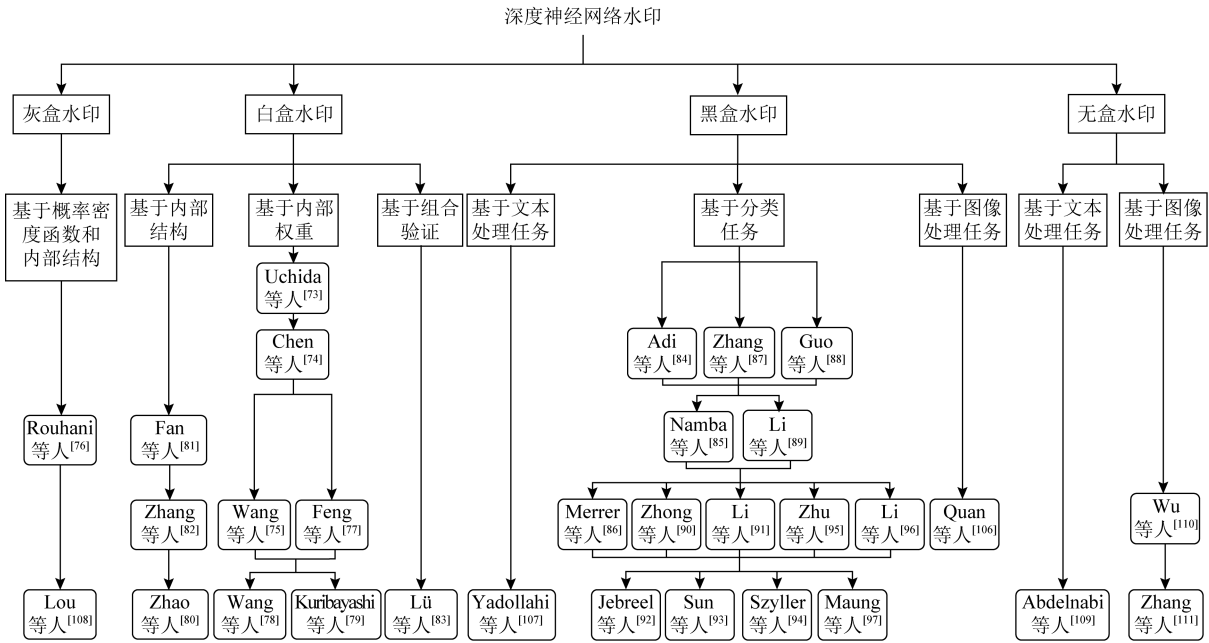 深度神经网络水印
灰盒水印
白盒水印
黑盒水印
无盒水印
基于概率密
度函数和
内部结构
基于内部
结构
基于内部
权重
基于组合
验证
基于文本
处理任务
基于分类
任务
基于图像
处理任务
基于文本
处理任务
基于图像
处理任务
Uchida
等人[73]
Chen
等人[74]
Adi
等人[84]
Zhang
等人[87]
Guo
等人[88]
Rouhani
等人[76]
Fan
等人[81]
Namba
等人[85]
Li
等人[89]
Zhang
等人[82]
Wang
等人[75]
Feng
等人[77]
Merrer
等人[86]
Zhong
等人[90]
Li
等人[91]
Zhu
等人[95]
Li
等人[96]
Quan
等人[106]
Wu
等人[110]
Lou
等人[108]
Zhao
等人[80]
Wang
等人[78]
Kuribayashi
等人[79]
Lü
等人[83]
Yadollahi
等人[107]
Jebreel
等人[92]
Sun
等人[93]
Szyller
等人[94]
Maung
等人[97]
Abdelnabi
等人[109]
Zhang
等人[111]